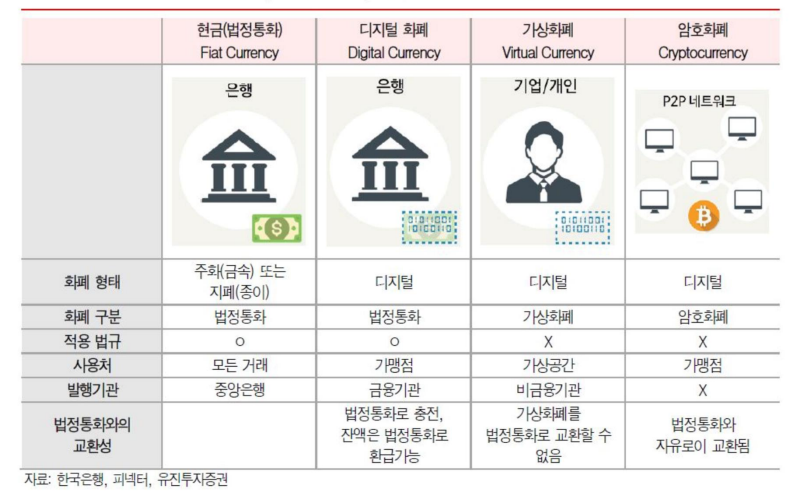 현금(법정통화) 디지털 화폐 가상화폐 암호화폐
Fiat Currency Digital Currency Virtual Currency Cryptocurrency
은행 은행 기업/개인 P2P 네트워크
$ 01011001 10100110 01011001 10100110 B
주화(금속) 또는
화폐 형태 지폐(종이) 디지털 디지털 디지털
화폐 구분 법정통화 법정통화 가상화폐 암호화폐
적용 법규 o o X X
사용처 모든 거래 가맹점 가상공간 가맹점
발행기관 중앙은행 금융기관 비금융기관 X
법정통화와의 법정통화로 충전, 가상화폐를 법정통화와
교환성 잔액은 법정통화로 법정통화로 교환할 수 자유로이 교환됨
환급가능 없음
자료: 한국은행, 피넥터, 유진투자증권